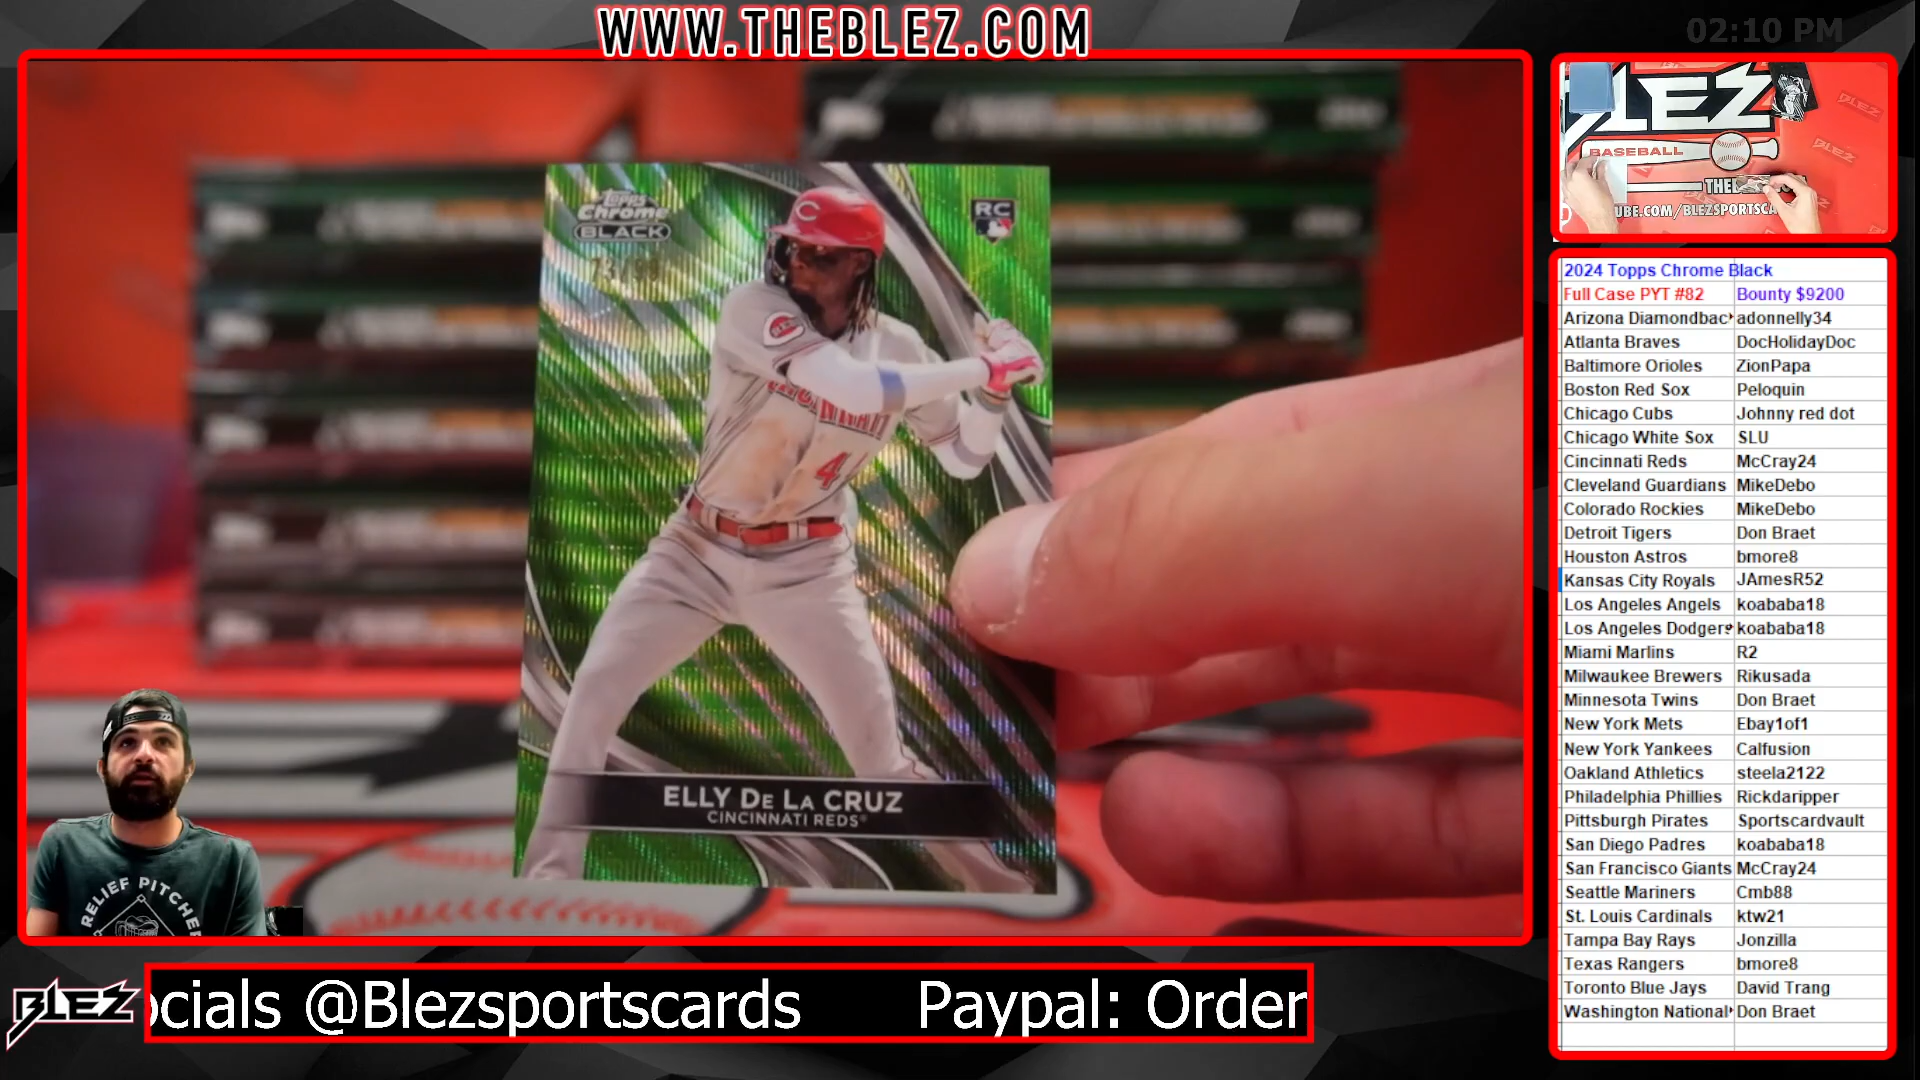 WWW.THEBLEZ.COM
02:10 PM
Topps
Chrome
BLACK
RC
CINCINNATI
4
ELLY DE LA CRUZ
CINCINNATI REDS
RELIEF PITCHER
BLEZ
ocials @Blezsportscards Paypal: Order
LEZ
BASEBALL
UBE.COM/BLEZSPORTSCA
2024 Topps Chrome Black
Full Case PYT #82 Bounty $9200
Arizona Diamondbac adonnelly34
Atlanta Braves DocHolidayDoc
Baltimore Orioles ZionPapa
Boston Red Sox Peloquin
Chicago Cubs Johnny red dot
Chicago White Sox SLU
Cincinnati Reds McCray24
Cleveland Guardians MikeDebo
Colorado Rockies MikeDebo
Detroit Tigers Don Braet
Houston Astros bmore8
Kansas City Royals JAmesR52
Los Angeles Angels koababa18
Los Angeles Dodgers koababa18
Miami Marlins R2
Milwaukee Brewers Rikusada
Minnesota Twins Don Braet
New York Mets Ebay1of1
New York Yankees Calfusion
Oakland Athletics steela2122
Philadelphia Phillies Rickdaripper
Pittsburgh Pirates Sportscardvault
San Diego Padres koababa18
San Francisco Giants McCray24
Seattle Mariners Cmb88
St. Louis Cardinals ktw21
Tampa Bay Rays Jonzilla
Texas Rangers bmore8
Toronto Blue Jays David Trang
Washington National Don Braet